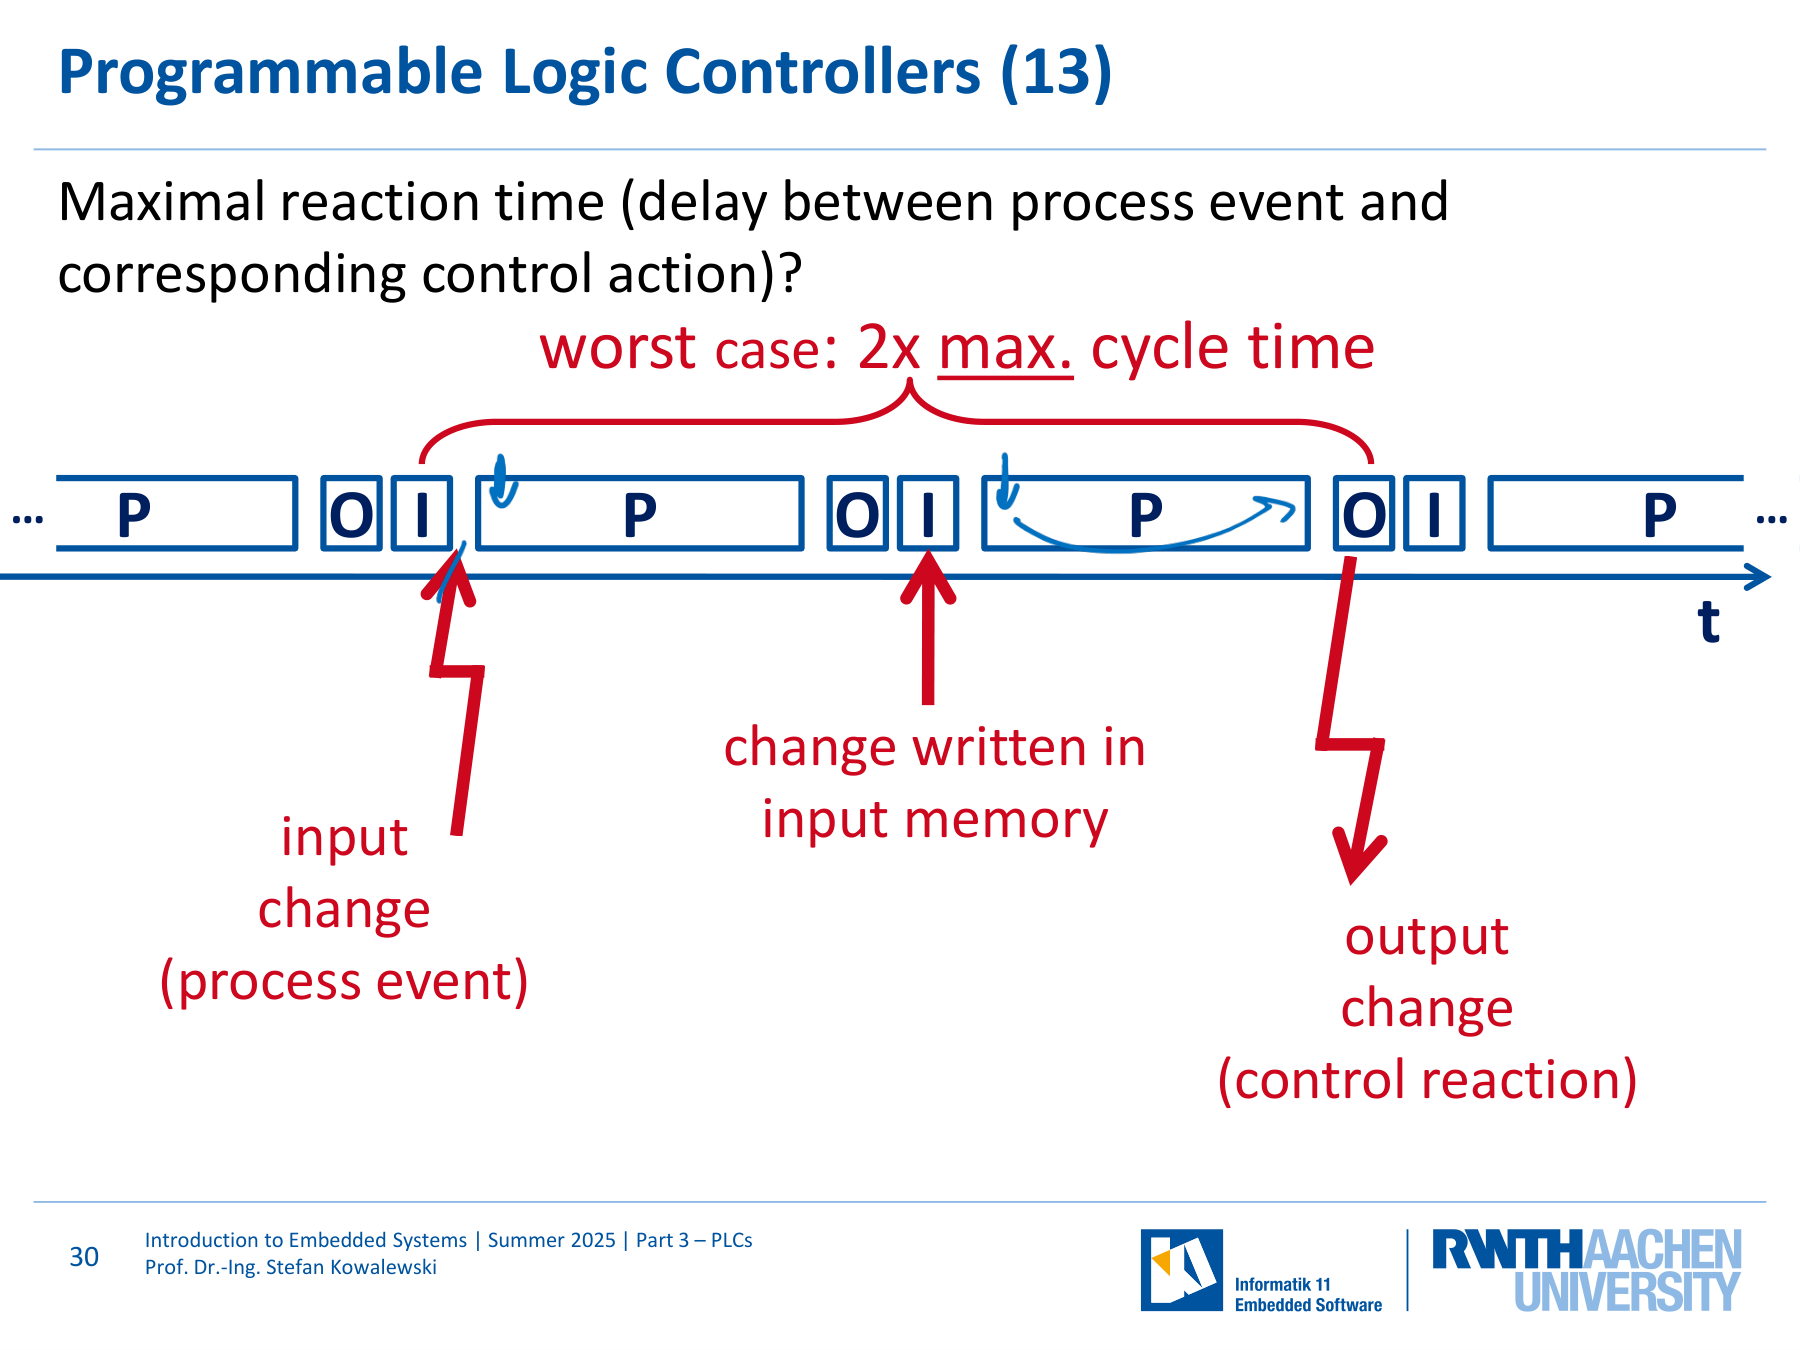 Programmable Logic Controllers (13)
Maximal reaction time (delay between process event and
corresponding control action)?
worst case: 2x max. cycle time
... P O I P O I P O I P ...
t
change written in
input memory
input
change
(process event)
output
change
(control reaction)
30
Introduction to Embedded Systems | Summer 2025 | Part 3 – PLCs
Prof. Dr.-Ing. Stefan Kowalewski
Informatik 11
Embedded Software
RWTHAACHEN
UNIVERSITY